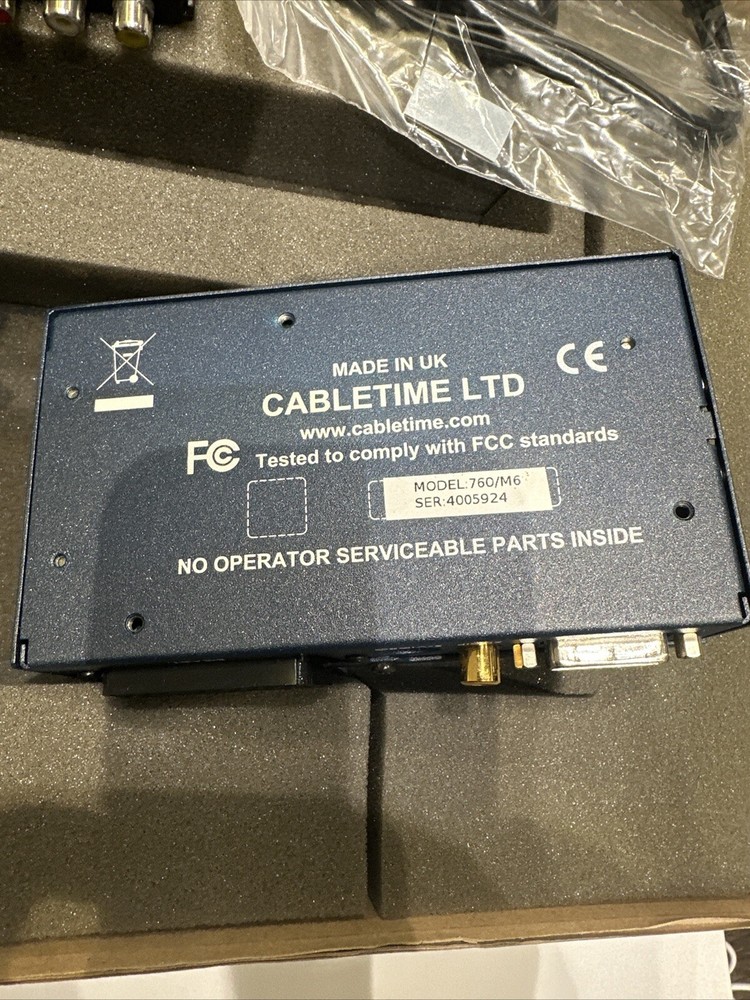 MADE IN UK
CE
CABLETIME LTD
www.cabletime.com
FC Tested to comply with FCC standards
MODEL:760/M6
SER:4005924
NO OPERATOR SERVICEABLE PARTS INSIDE